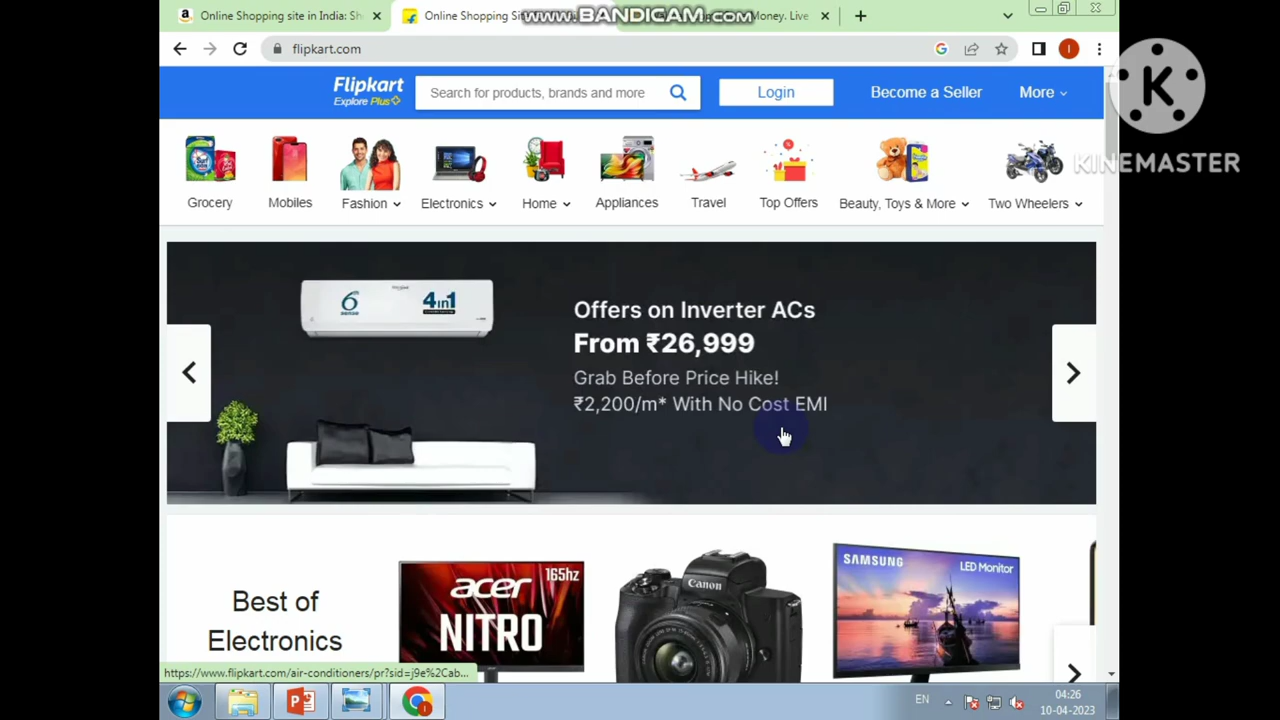 Online Shopping site in India: Sh
Online Shopping Si
www.BANDICAM.com
Money. Live
flipkart.com
Flipkart
Explore Plus
Search for products, brands and more
Login
Become a Seller
More
Grocery
Mobiles
Fashion
Electronics
Home
Appliances
Travel
Top Offers
Beauty, Toys & More
Two Wheelers
K
KINEMASTER
6th
sense
4in1
Offers on Inverter ACs
From ₹26,999
Grab Before Price Hike!
₹2,200/m* With No Cost EMI
Best of
Electronics
acer
165hz
NITRO
Canon
SAMSUNG
LED Monitor
https://www.flipkart.com/air-conditioners/pr?sid=j9e%2Cab...
EN
04:26
10-04-2023